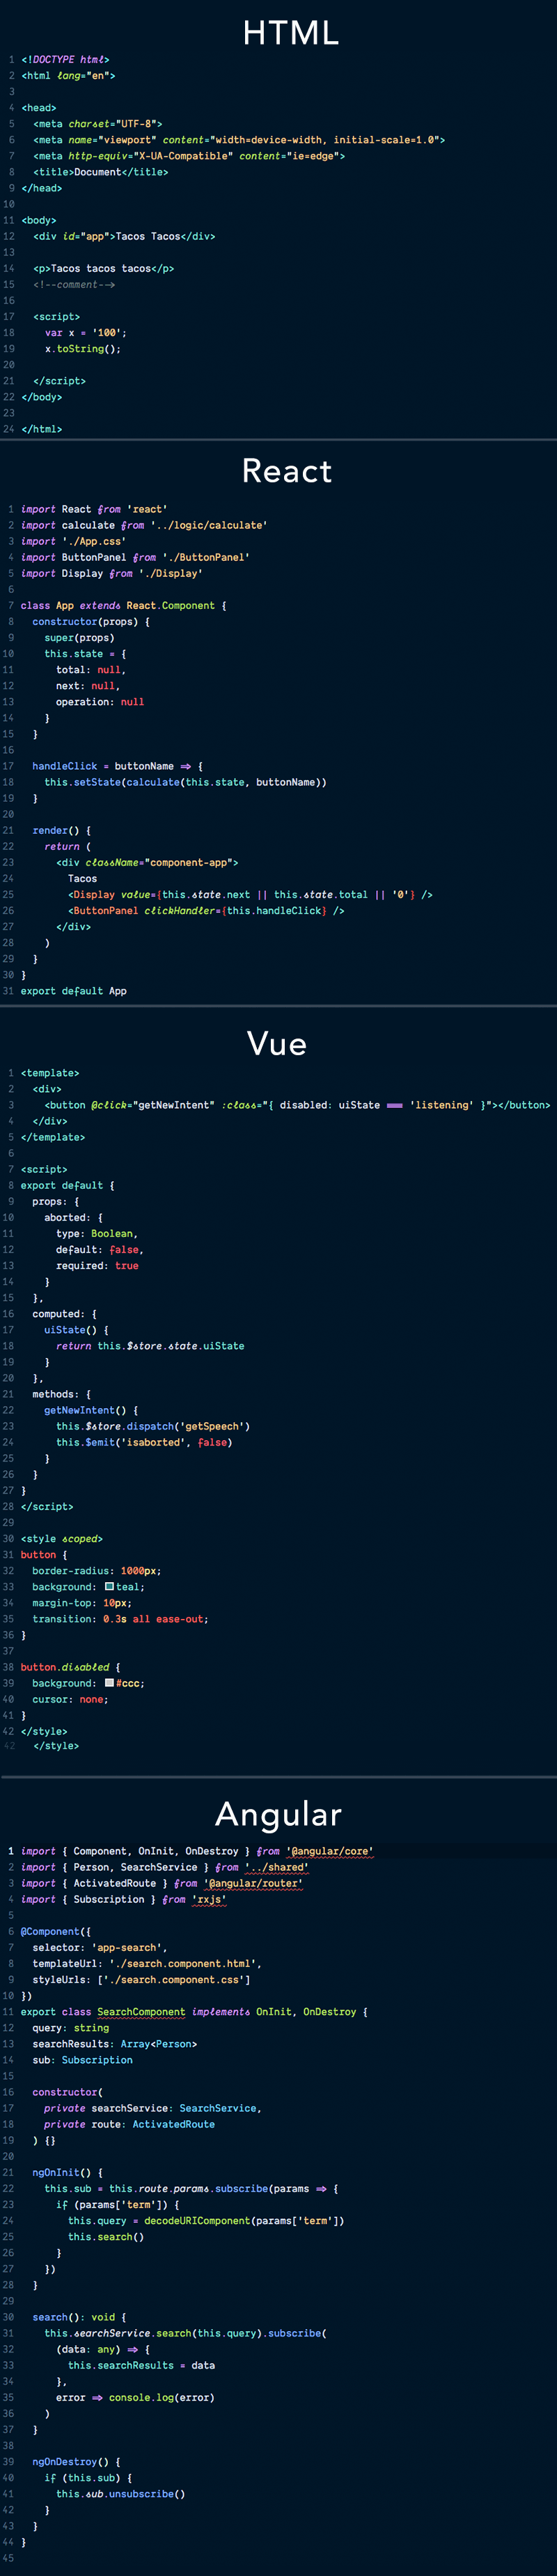 HTML
1 <!DOCTYPE html>
2 <html lang="en">
3
4 <head>
5   <meta charset="UTF-8">
6   <meta name="viewport" content="width=device-width, initial-scale=1.0">
7   <meta http-equiv="X-UA-Compatible" content="ie=edge">
8   <title>Document</title>
9 </head>
10
11 <body>
12   <div id="app">Tacos Tacos</div>
13
14   <p>Tacos tacos tacos</p>
15   <!--comment-->
16
17   <script>
18     var x = '100';
19     x.toString();
20
21   </script>
22 </body>
23
24 </html>
React
1 import React from 'react'
2 import calculate from '../logic/calculate'
3 import './App.css'
4 import ButtonPanel from './ButtonPanel'
5 import Display from './Display'
6
7 class App extends React.Component {
8   constructor(props) {
9     super(props)
10     this.state = {
11       total: null,
12       next: null,
13       operation: null
14     }
15   }
16
17   handleClick = buttonName => {
18     this.setState(calculate(this.state, buttonName))
19   }
20
21   render() {
22     return (
23       <div className="component-app">
24         Tacos
25         <Display value={this.state.next || this.state.total || '0'} />
26         <ButtonPanel clickHandler={this.handleClick} />
27       </div>
28     )
29   }
30 }
31 export default App
Vue
1 <template>
2   <div>
3     <button @click="getNewIntent" :class="{ disabled: uiState === 'listening' }"></button>
4   </div>
5 </template>
6
7 <script>
8 export default {
9   props: {
10     aborted: {
11       type: Boolean,
12       default: false,
13       required: true
14     }
15   },
16   computed: {
17     uiState() {
18       return this.$store.state.uiState
19     }
20   },
21   methods: {
22     getNewIntent() {
23       this.$store.dispatch('getSpeech')
24       this.$emit('isaborted', false)
25     }
26   }
27 }
28 </script>
29
30 <style scoped>
31 button {
32   border-radius: 1000px;
33   background: teal;
34   margin-top: 10px;
35   transition: 0.3s all ease-out;
36 }
37
38 button.disabled {
39   background: #ccc;
40   cursor: none;
41 }
42 </style>
42   </style>
Angular
1 import { Component, OnInit, OnDestroy } from '@angular/core'
2 import { Person, SearchService } from '../shared'
3 import { ActivatedRoute } from '@angular/router'
4 import { Subscription } from 'rxjs'
5
6 @Component({
7   selector: 'app-search',
8   templateUrl: './search.component.html',
9   styleUrls: ['./search.component.css']
10 })
11 export class SearchComponent implements OnInit, OnDestroy {
12   query: string
13   searchResults: Array<Person>
14   sub: Subscription
15
16   constructor(
17     private searchService: SearchService,
18     private route: ActivatedRoute
19   ) {}
20
21   ngOnInit() {
22     this.sub = this.route.params.subscribe(params => {
23       if (params['term']) {
24         this.query = decodeURIComponent(params['term'])
25         this.search()
26       }
27     })
28   }
29
30   search(): void {
31     this.searchService.search(this.query).subscribe(
32       (data: any) => {
33         this.searchResults = data
34       },
35       error => console.log(error)
36     )
37   }
38
39   ngOnDestroy() {
40     if (this.sub) {
41       this.sub.unsubscribe()
42     }
43   }
44 }
45